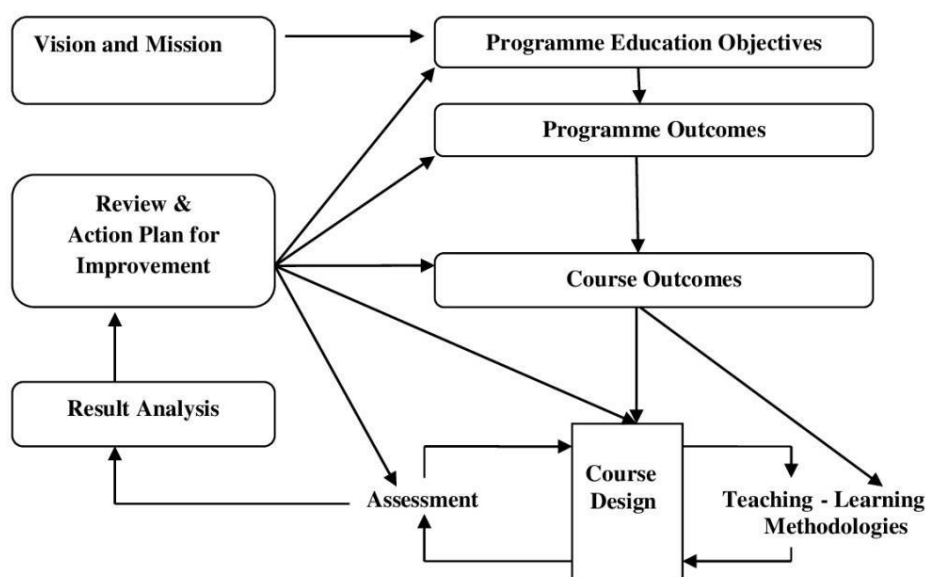 Vision and Mission
Programme Education Objectives
Programme Outcomes
Review &
Action Plan for
Improvement
Course Outcomes
Result Analysis
Assessment
Course
Design
Teaching - Learning
Methodologies